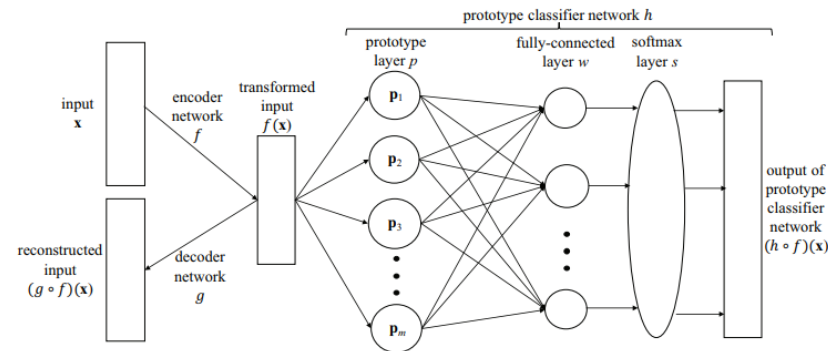 prototype classifier network h
prototype
layer p
fully-connected
layer w
softmax
layer s
input
x
encoder
network
f
transformed
input
f(x)
p₁
p₂
p₃
pₘ
reconstructed
input
(g ∘ f)(x)
decoder
network
g
output of
prototype
classifier
network
(h ∘ f)(x)